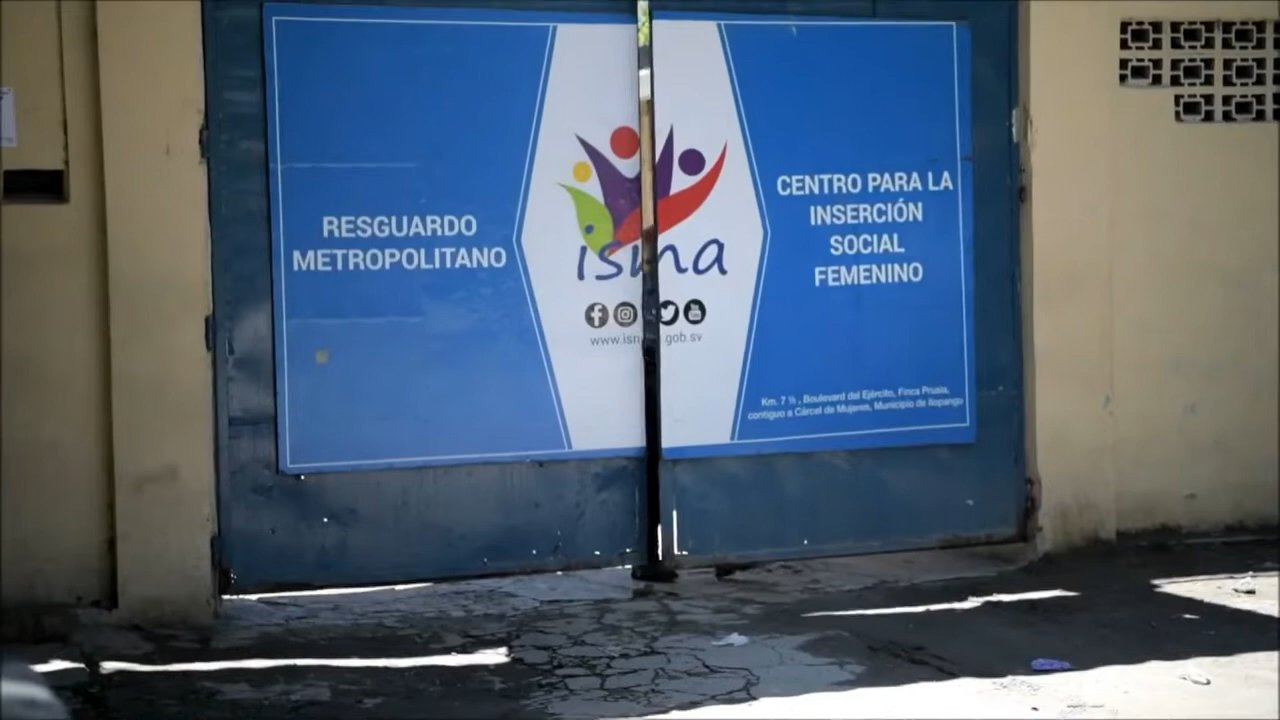 RESGUARDO
METROPOLITANO
isma
CENTRO PARA LA
INSERCIÓN
SOCIAL
FEMENINO
Km. 7 ½ , Boulevard del Ejército, Finca Prusia,
contiguo a Cárcel de Mujeres, Municipio de Ilopango